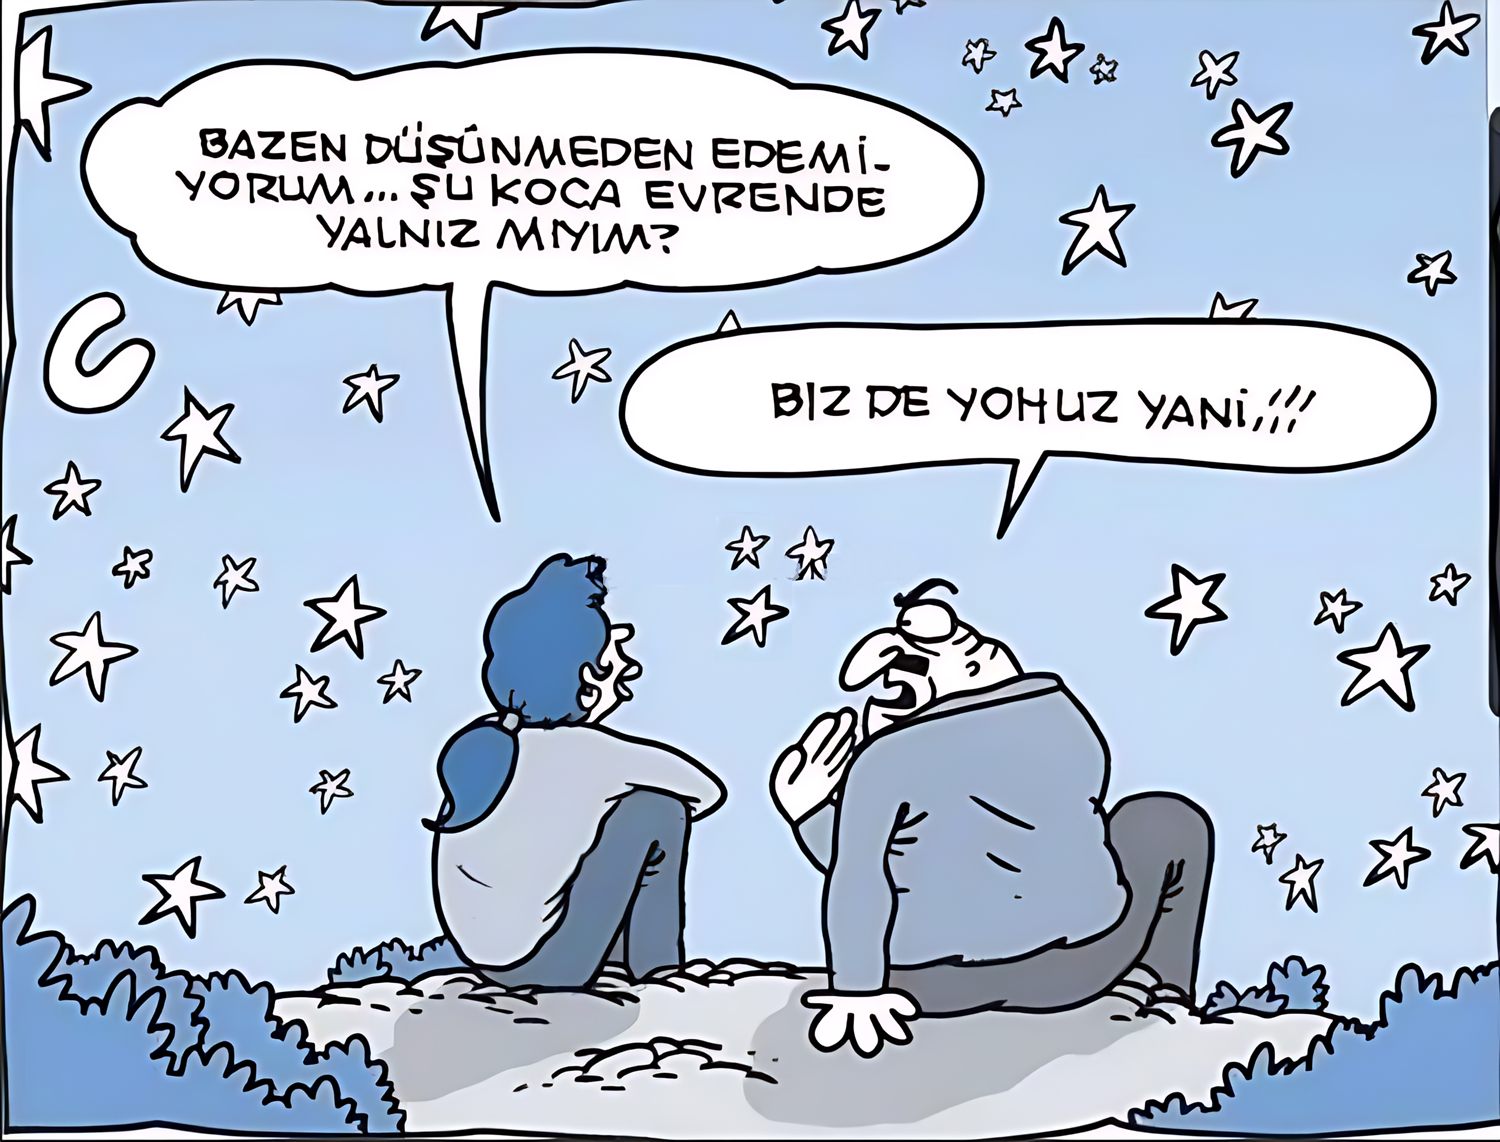 BAZEN DÜŞÜNMEDEN EDEMİ-
YORUM... ŞU KOCA EVRENDE
YALNIZ MIYIM?
BIZ DE YOHUZ YANİ,!!!